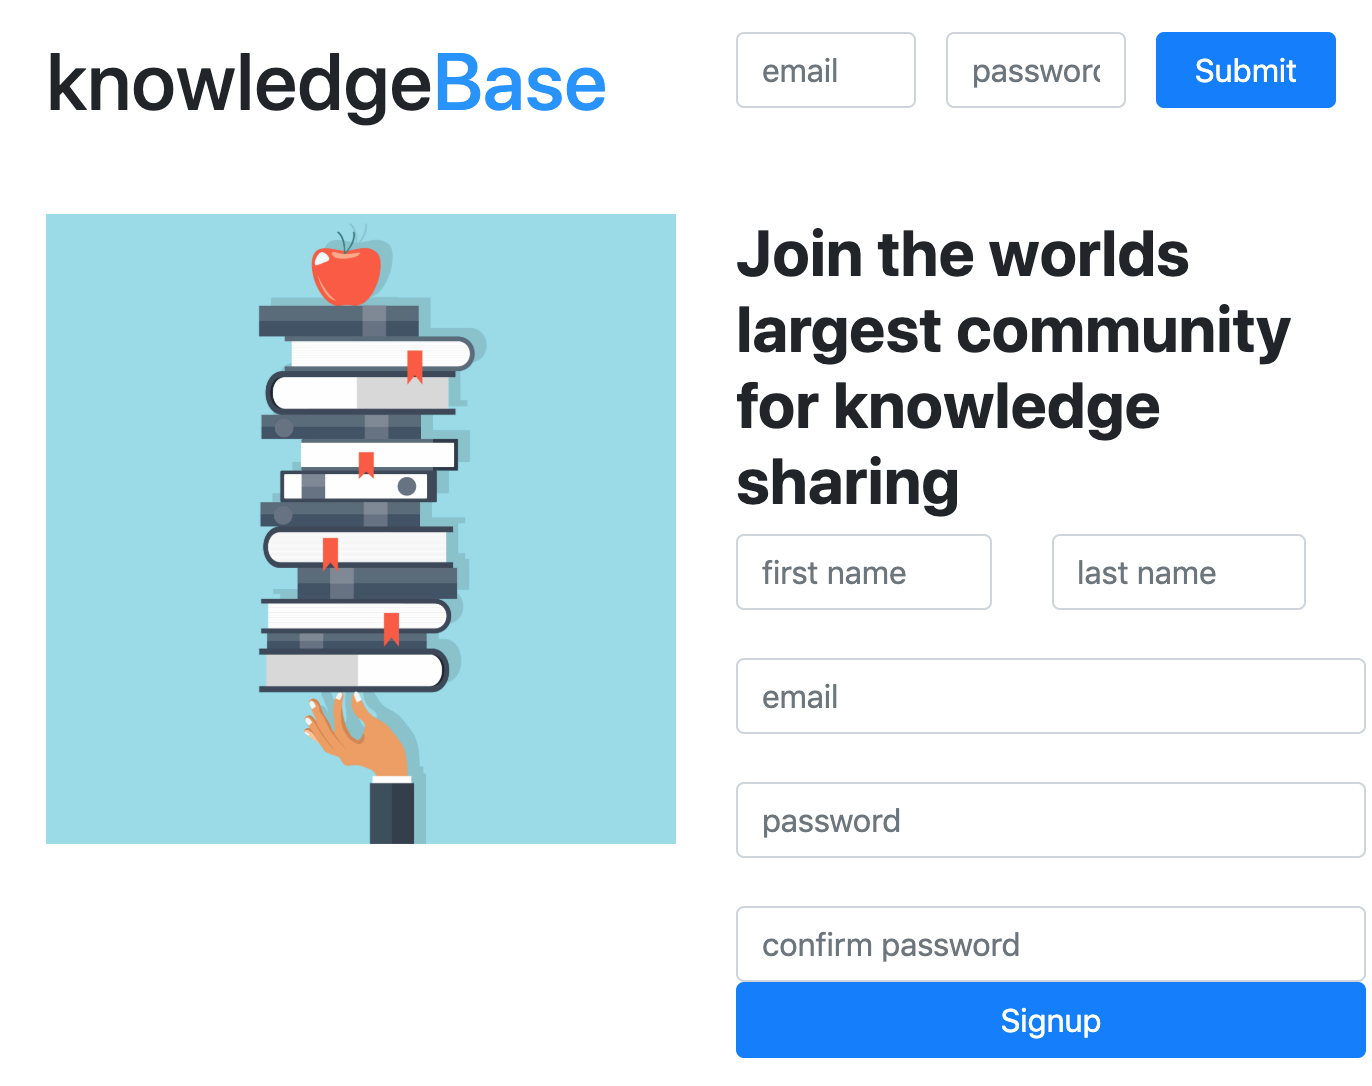 knowledgeBase
email
passworc
Submit
Join the worlds
largest community
for knowledge
sharing
first name
last name
email
password
confirm password
Signup